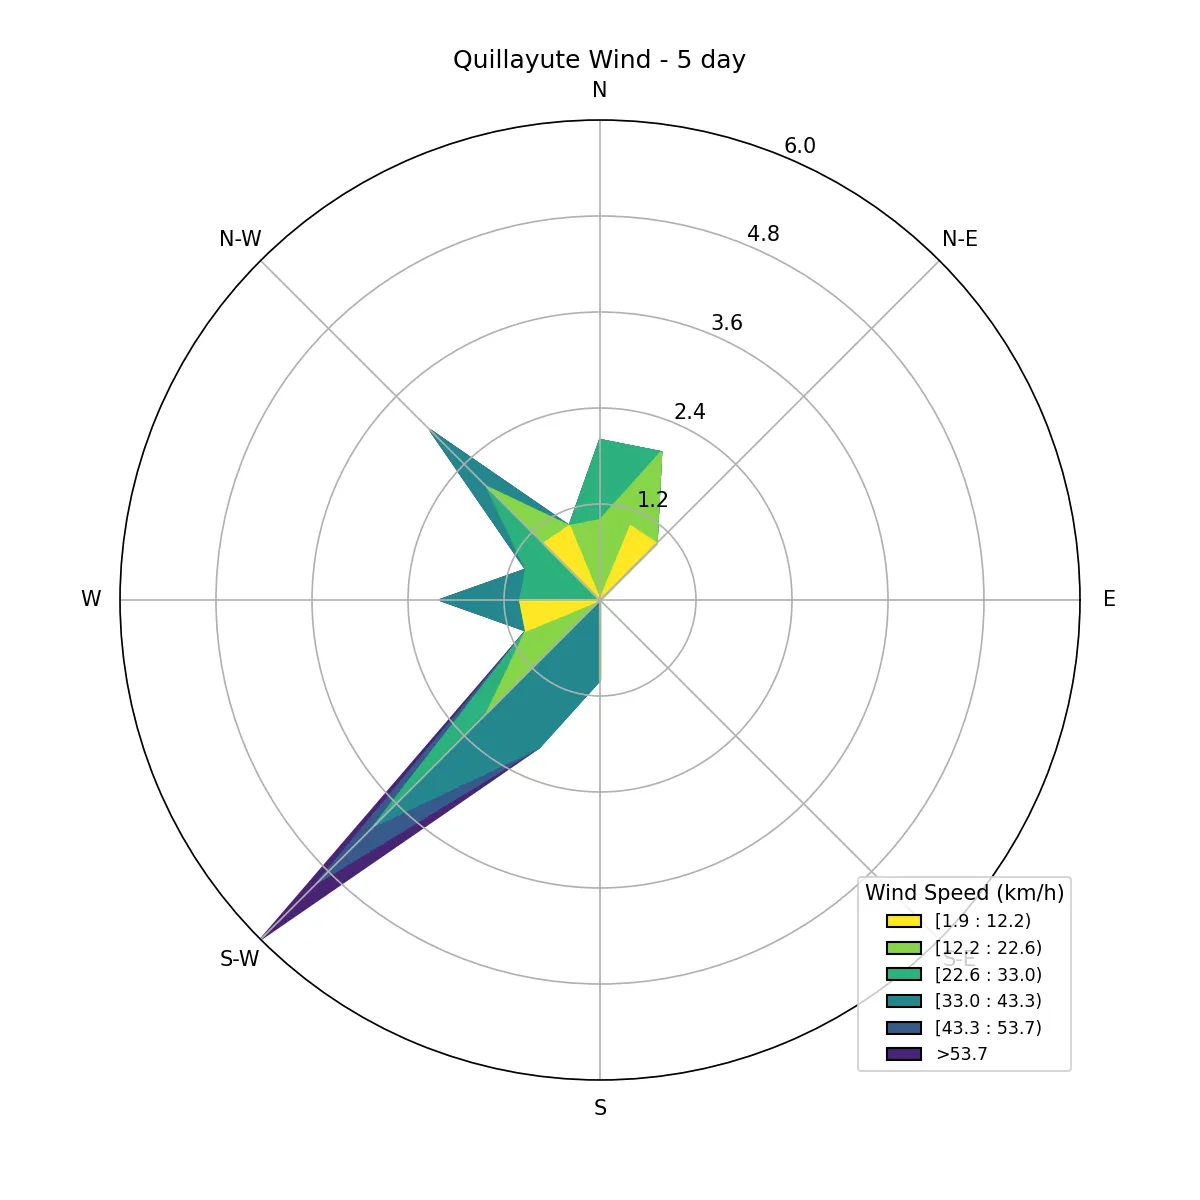 Quillayute Wind - 5 day
N
6.0
N-W
4.8
N-E
3.6
2.4
1.2
W
E
Wind Speed (km/h)
[1.9 : 12.2)
[12.2 : 22.6)
S-W
S-E
[22.6 : 33.0)
[33.0 : 43.3)
[43.3 : 53.7)
>53.7
S